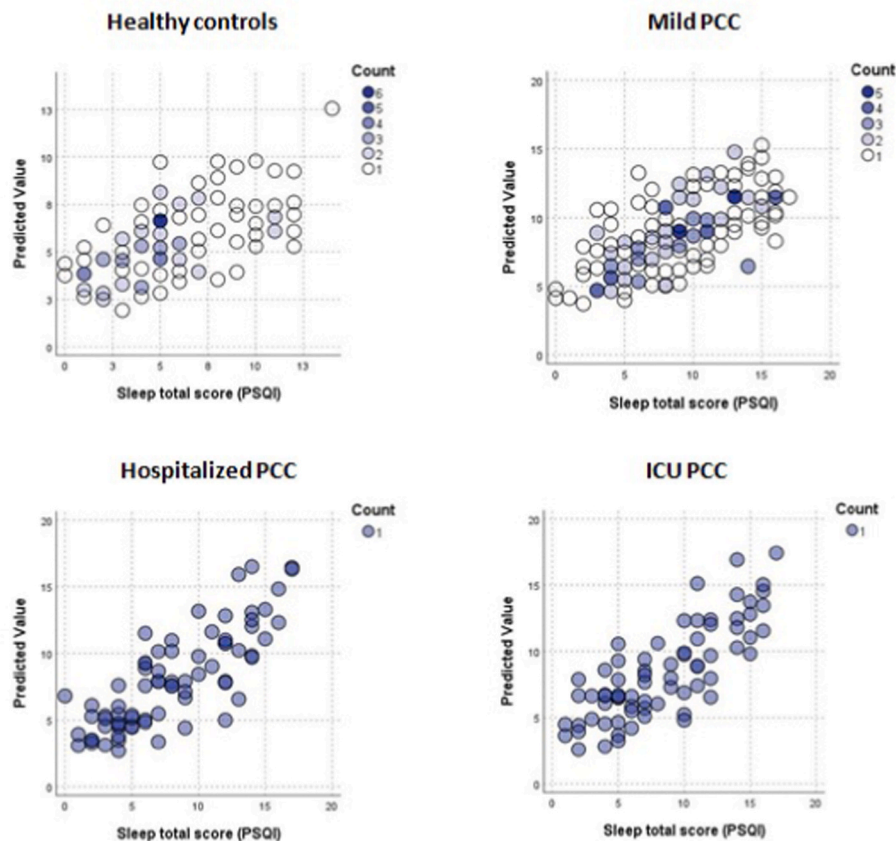 Healthy controls
Count
6
5
4
3
2
1
13
10
8
5
3
0
Predicted Value
0 3 5 8 10 13
Sleep total score (PSQI)
Mild PCC
Count
5
4
3
2
1
20
15
10
5
0
Predicted Value
0 5 10 15 20
Sleep total score (PSQI)
Hospitalized PCC
Count
1
20
15
10
5
0
Predicted Value
0 5 10 15 20
Sleep total score (PSQI)
ICU PCC
Count
1
20
15
10
5
0
Predicted Value
0 5 10 15 20
Sleep total score (PSQI)